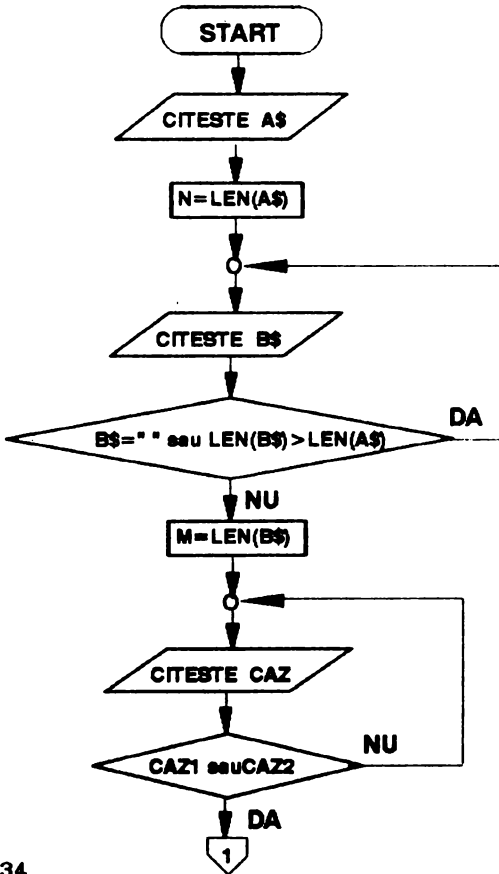 START
CITESTE A$
N=LEN(A$)
CITESTE B$
B$=" " sau LEN(B$)>LEN(A$)
DA
NU
M=LEN(B$)
CITESTE CAZ
CAZ1 sauCAZ2
NU
DA
1
34